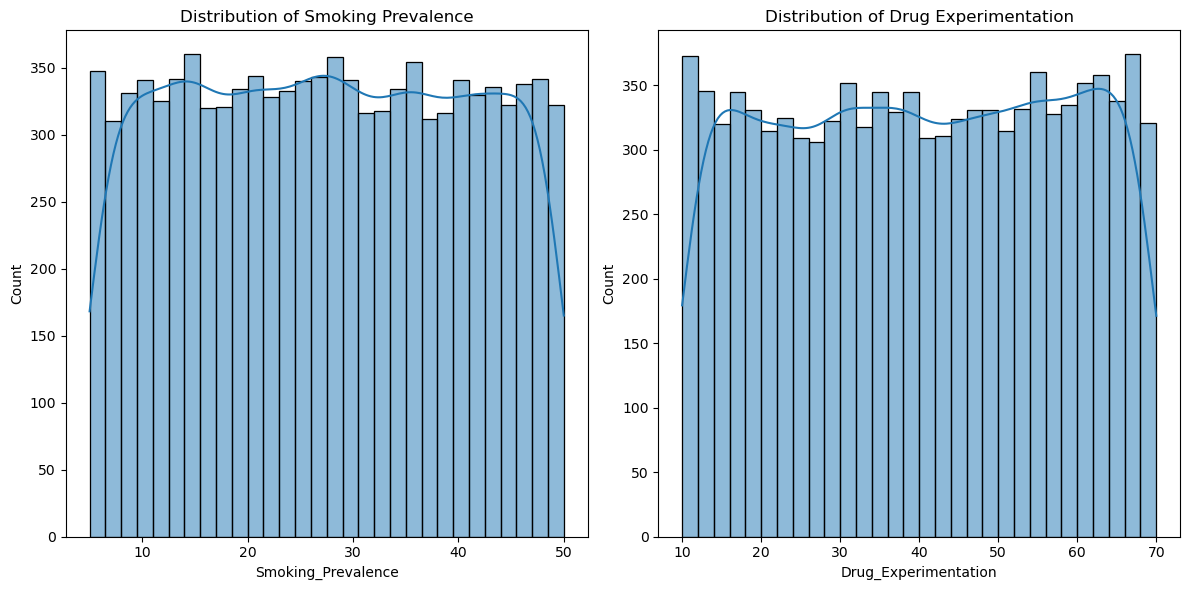 Distribution of Smoking Prevalence
350
300
250
200
150
100
50
0
Count
10 20 30 40 50
Smoking_Prevalence
Distribution of Drug Experimentation
350
300
250
200
150
100
50
0
Count
10 20 30 40 50 60 70
Drug_Experimentation